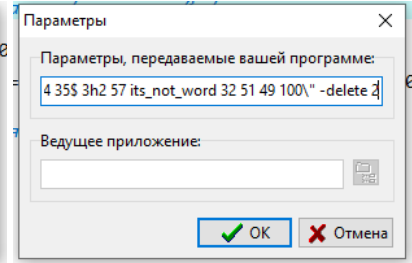 Параметры
Параметры, передаваемые вашей программе:
4 35$ 3h2 57 its_not_word 32 51 49 100\" -delete 2
Ведущее приложение:
OK
Отмена